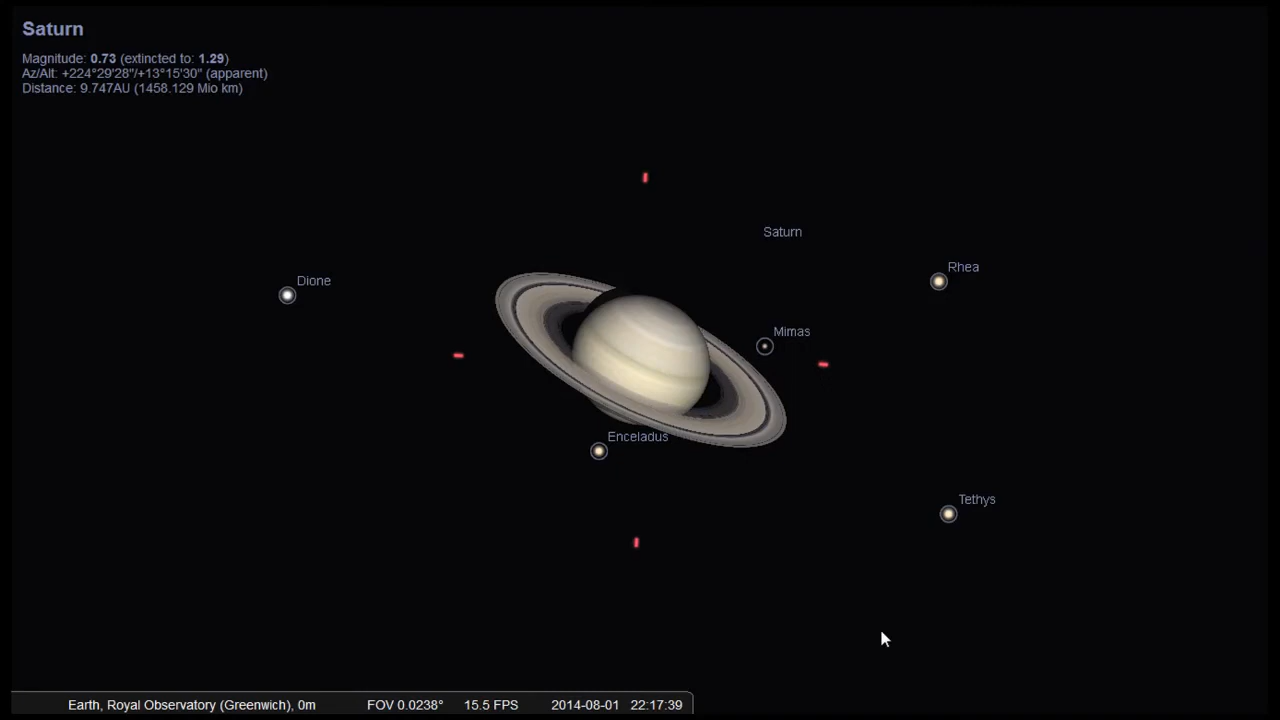 Saturn
Magnitude: 0.73 (extincted to: 1.29)
Az/Alt: +224°29'28"/+13°15'30" (apparent)
Distance: 9.747AU (1458.129 Mio km)
Saturn
Rhea
Dione
Mimas
Enceladus
Tethys
Earth, Royal Observatory (Greenwich), 0m FOV 0.0238° 15.5 FPS 2014-08-01 22:17:39